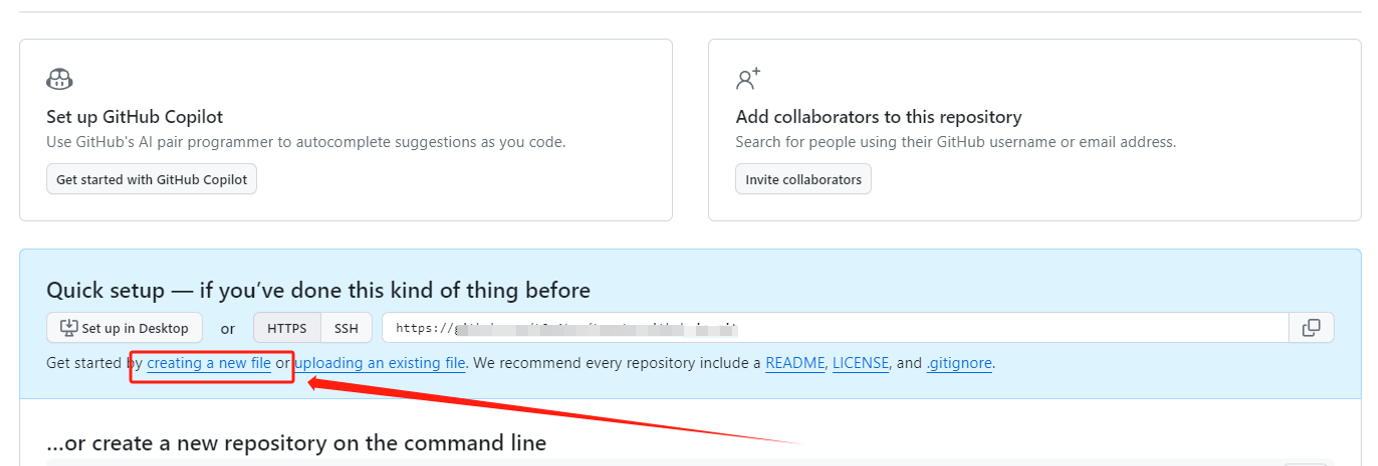 Set up GitHub Copilot
Use GitHub's AI pair programmer to autocomplete suggestions as you code.
Get started with GitHub Copilot
Add collaborators to this repository
Search for people using their GitHub username or email address.
Invite collaborators
Quick setup — if you’ve done this kind of thing before
Set up in Desktop or HTTPS SSH https://
Get started by creating a new file or uploading an existing file. We recommend every repository include a README, LICENSE, and .gitignore.
…or create a new repository on the command line